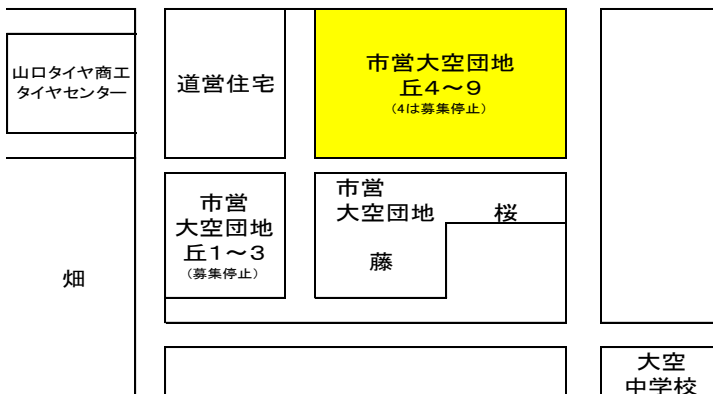 山口タイヤ商工
タイヤセンター
道営住宅
市営大空団地
丘4～9
(4は募集停止)
市営
大空団地
丘1～3
(募集停止)
市営
大空団地
桜
藤
畑
大空
中学校